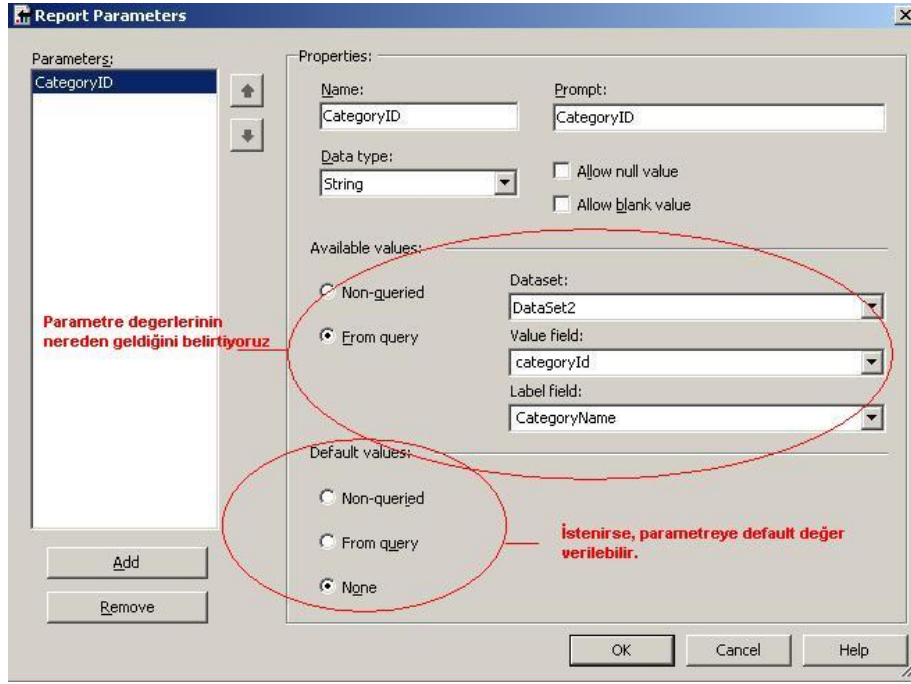 Report Parameters
Parameters:
CategoryID
Properties:
Name:
Prompt:
CategoryID
CategoryID
Data type:
String
Allow null value
Allow blank value
Available values:
Non-queried
From query
Dataset:
DataSet2
Value field:
categoryId
Label field:
CategoryName
Parametre degerlerinin
nereden geldiğini belirtiyoruz
Default values:
Non-queried
From query
None
İstenirse, parametreye default değer
verilebilir.
Add
Remove
OK
Cancel
Help